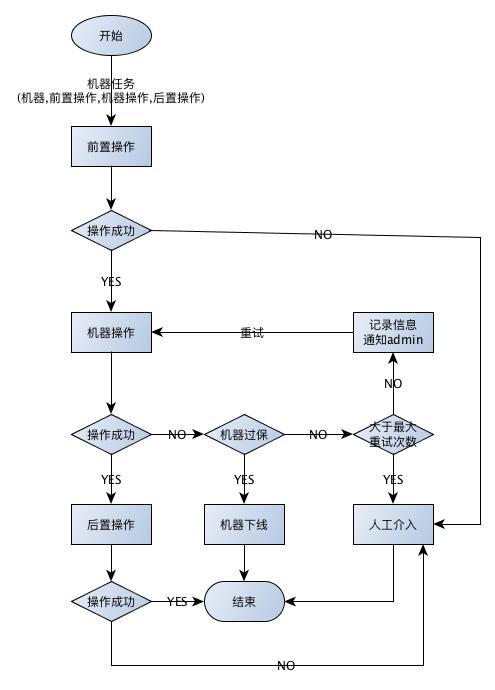 开始
机器任务
(机器,前置操作,机器操作,后置操作)
前置操作
操作成功
NO
YES
机器操作
重试
记录信息
通知admin
NO
操作成功
NO
机器过保
NO
大于最大
重试次数
YES
YES
YES
后置操作
机器下线
人工介入
操作成功
YES
结束
NO